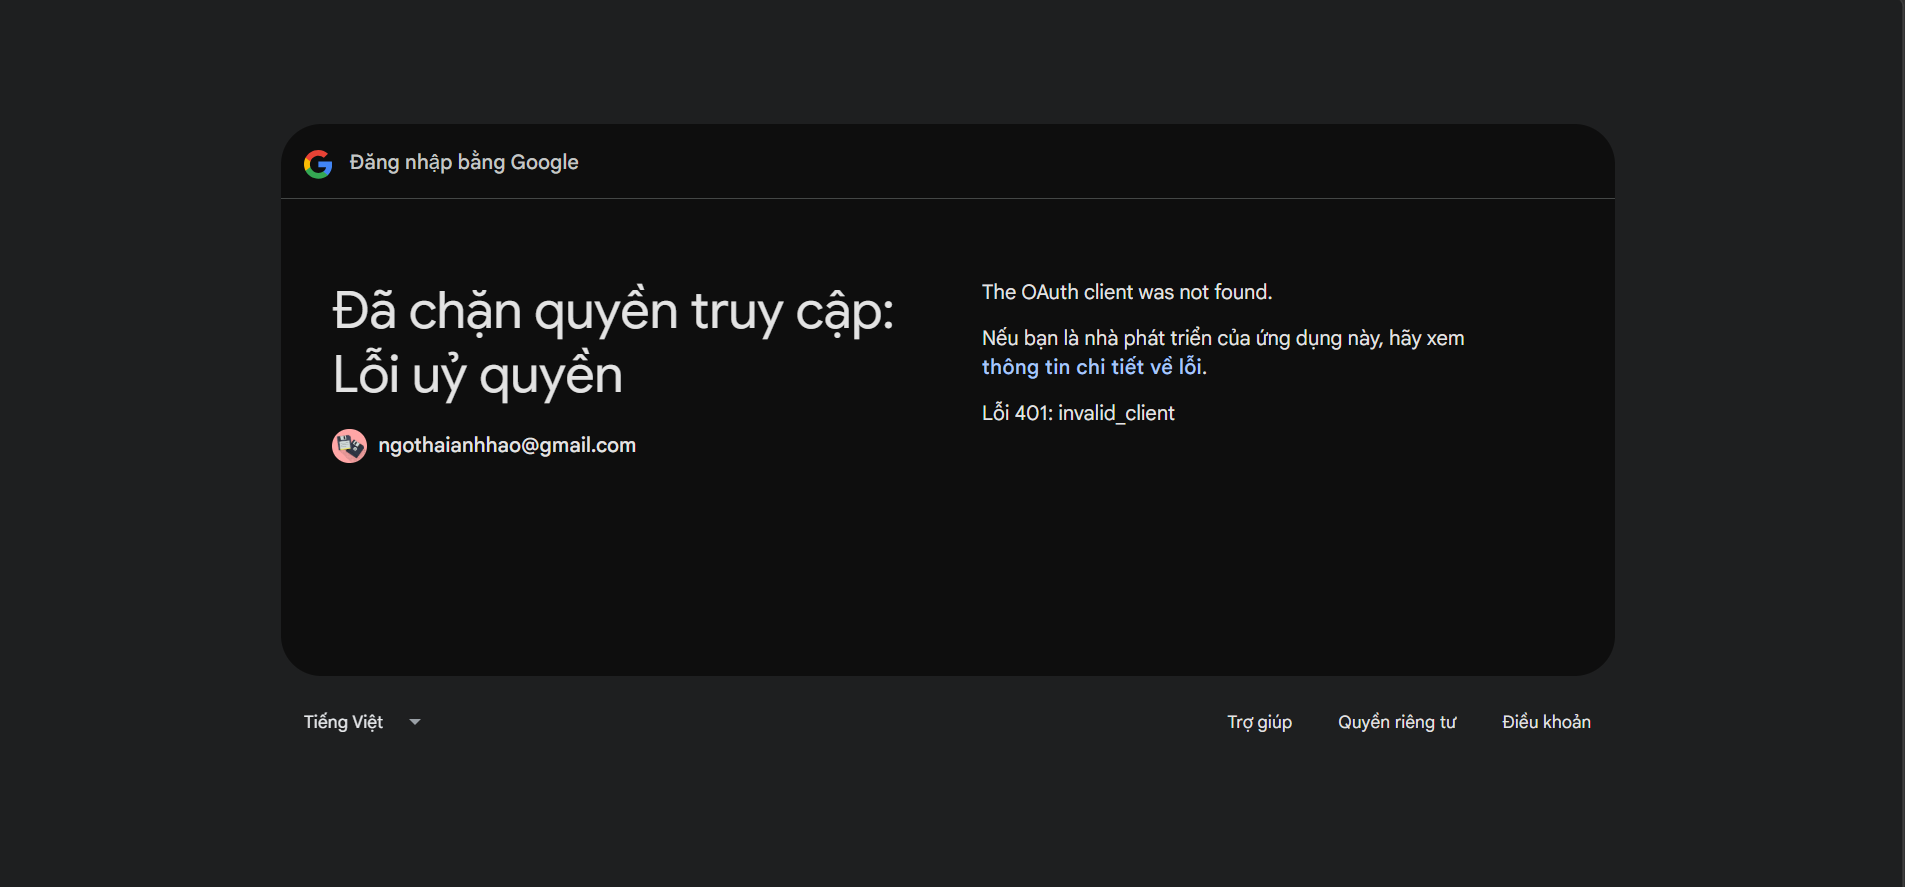 Đăng nhập bằng Google
Đã chặn quyền truy cập:
Lỗi uỷ quyền
ngothaianhhao@gmail.com
The OAuth client was not found.
Nếu bạn là nhà phát triển của ứng dụng này, hãy xem
thông tin chi tiết về lỗi.
Lỗi 401: invalid_client
Tiếng Việt
Trợ giúp
Quyền riêng tư
Điều khoản